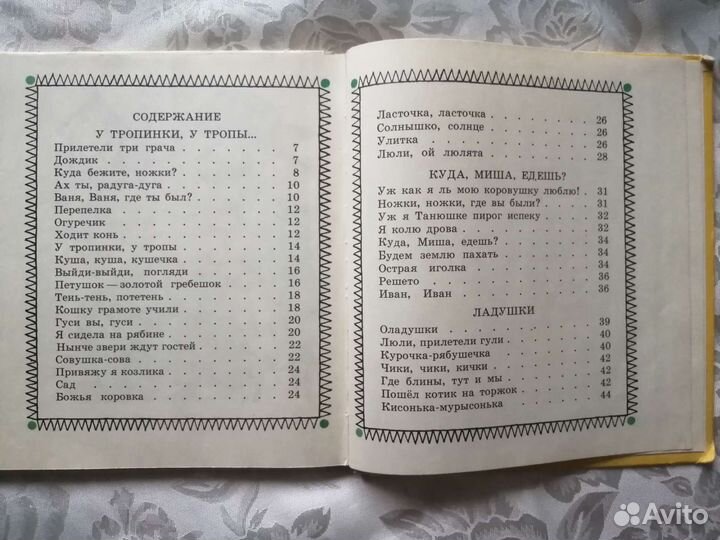 СОДЕРЖАНИЕ
У ТРОПИНКИ, У ТРОПЫ...
Прилетели три грача . . . . . . 7
Дождик . . . . . . 7
Куда бежите, ножки? . . . . . . 8
Ах ты, радуга-дуга . . . . . . 10
Ваня, Ваня, где ты был? . . . . . . 10
Перепелка . . . . . . 12
Огуречик . . . . . . 12
Ходит конь . . . . . . 12
У тропинки, у тропы . . . . . . 14
Куша, куша, кушечка . . . . . . 14
Выйди-выйди, погляди . . . . . . 16
Петушок — золотой гребешок . . . . . . 16
Тень-тень, потетень . . . . . . 18
Кошку грамоте учили . . . . . . 18
Гуси вы, гуси . . . . . . 20
Я сидела на рябине . . . . . . 20
Нынче звери ждут гостей . . . . . . 22
Совушка-сова . . . . . . 22
Привяжу я козлика . . . . . . 24
Сад . . . . . . 24
Божья коровка . . . . . . 24
Ласточка, ласточка . . . . . . 26
Солнышко, солнце . . . . . . 26
Улитка . . . . . . 26
Люли, ой люлята . . . . . . 28
КУДА, МИША, ЕДЕШЬ?
Уж как я ль мою коровушку люблю! . 31
Ножки, ножки, где вы были? . . . . 31
Уж я Танюшке пирог испеку . . . . 32
Я колю дрова . . . . . . 32
Куда, Миша, едешь? . . . . . . 34
Будем землю пахать . . . . . . 34
Острая иголка . . . . . . 34
Решето . . . . . . 36
Иван, Иван . . . . . . 36
ЛАДУШКИ
Оладушки . . . . . . 39
Люли, прилетели гули . . . . . . 40
Курочка-рябушечка . . . . . . 40
Чики, чики, кички . . . . . . 42
Где блины, тут и мы . . . . . . 42
Пошёл котик на торжок . . . . . . 42
Кисонька-мурысонька . . . . . . 44
Avito